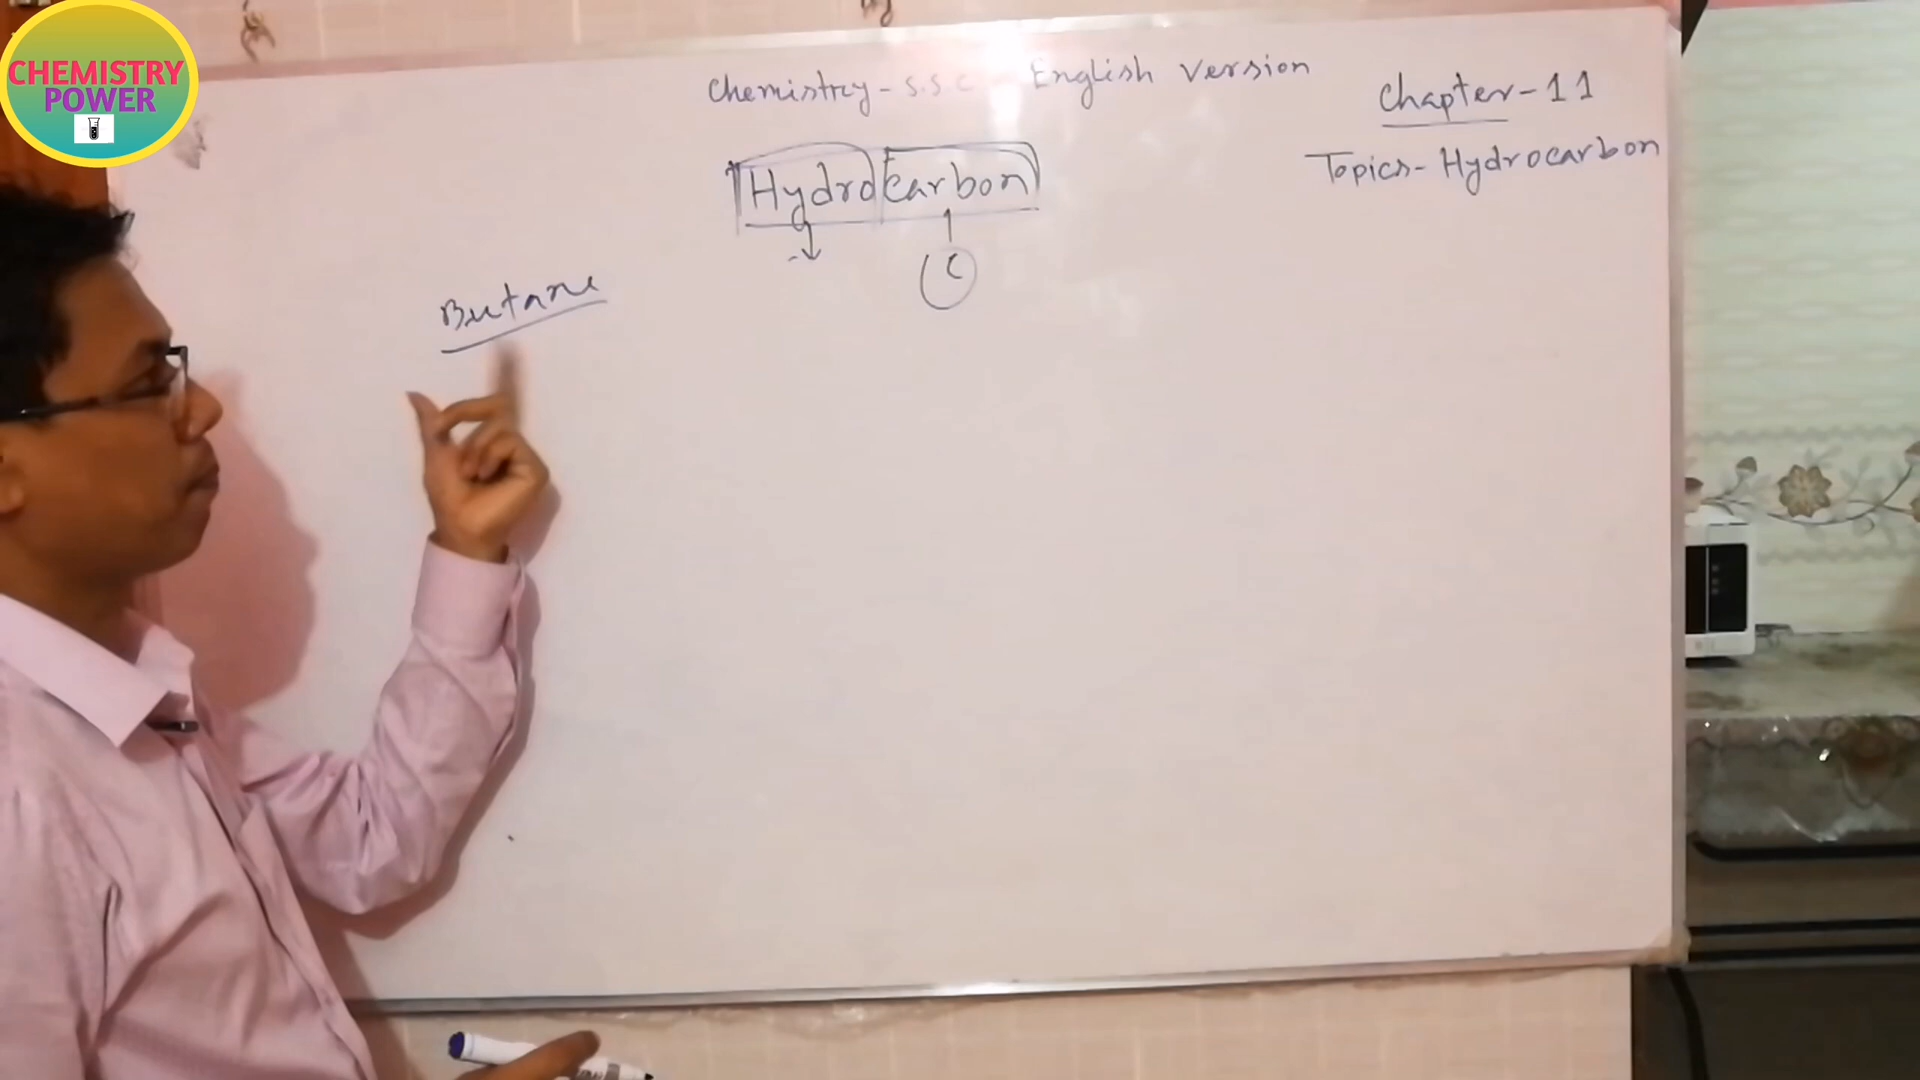 CHEMISTRY
POWER
Chemistry - S.S.C English Version
Chapter-11
Topics- Hydrocarbon
Hydrocarbon
C
Butane